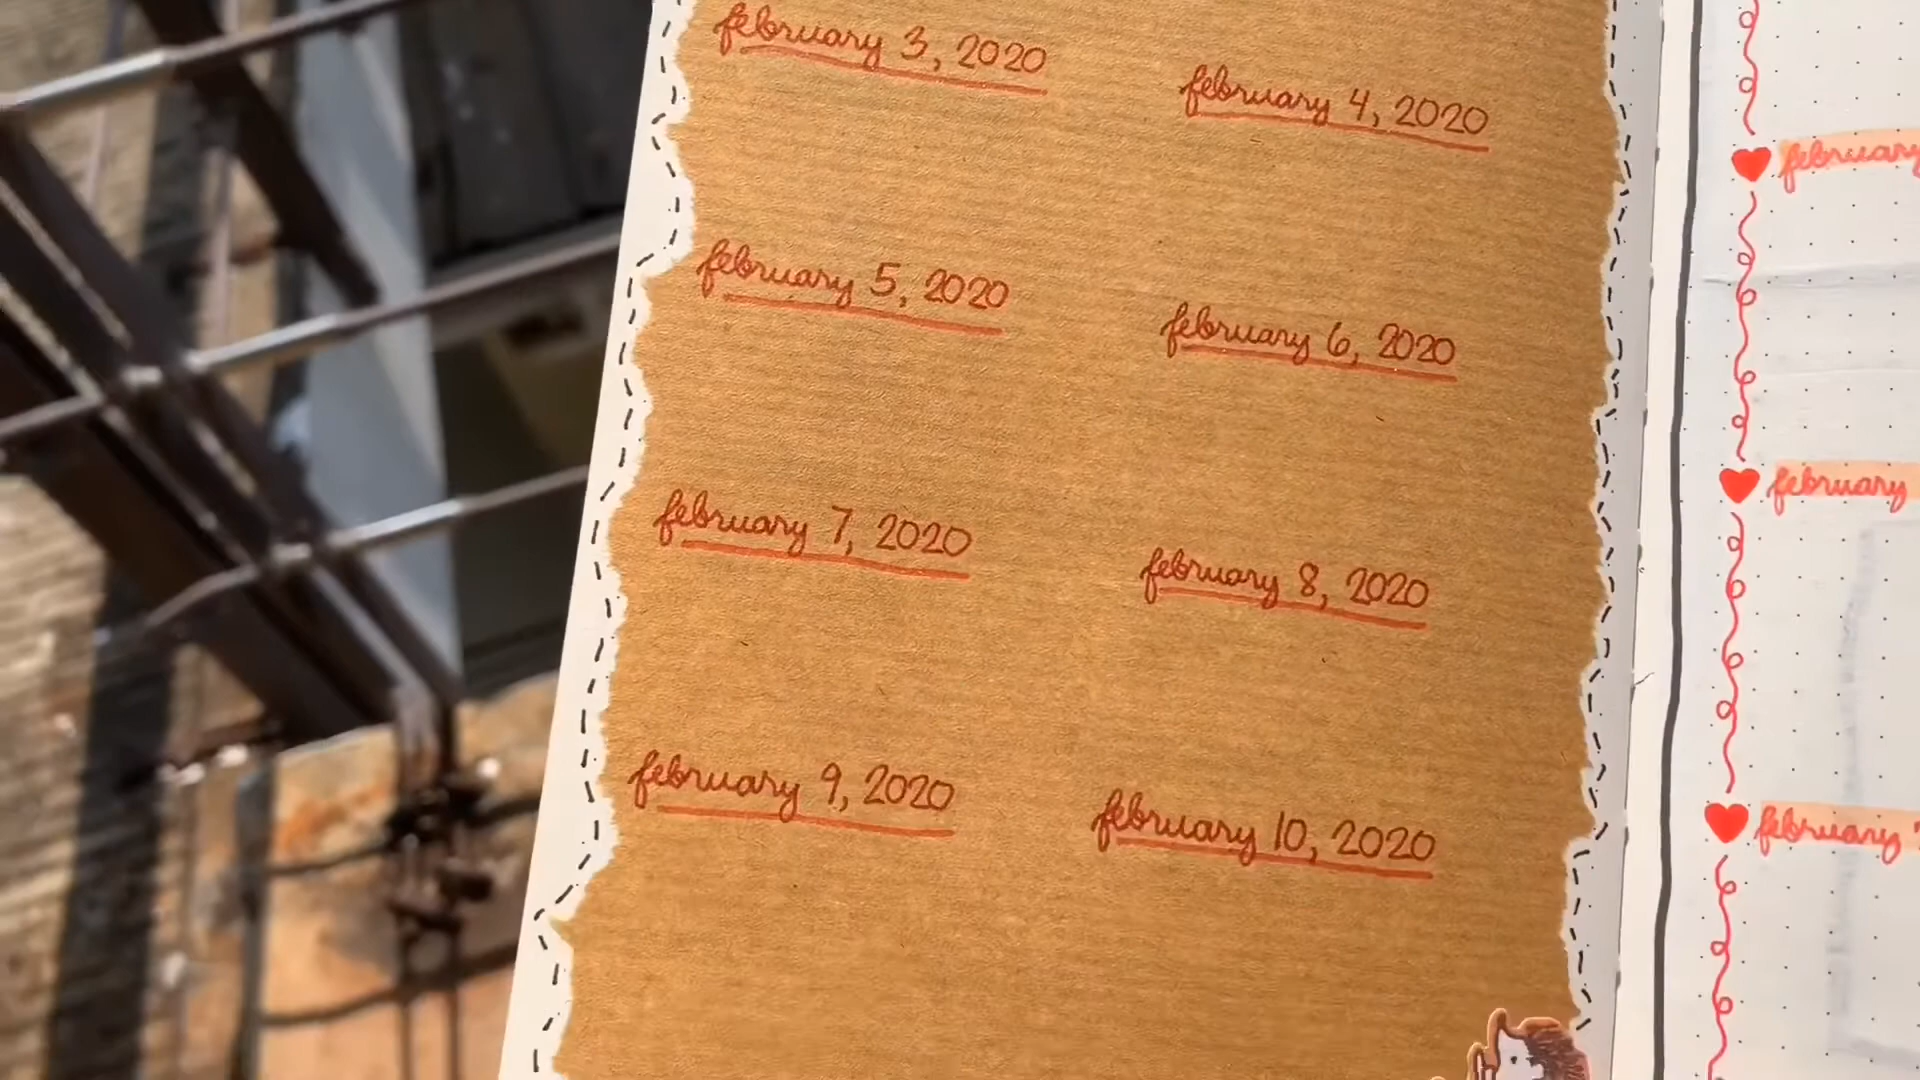 february 3, 2020
february 4, 2020
february 5, 2020
february 6, 2020
february 7, 2020
february 8, 2020
february 9, 2020
february 10, 2020
february
february
february